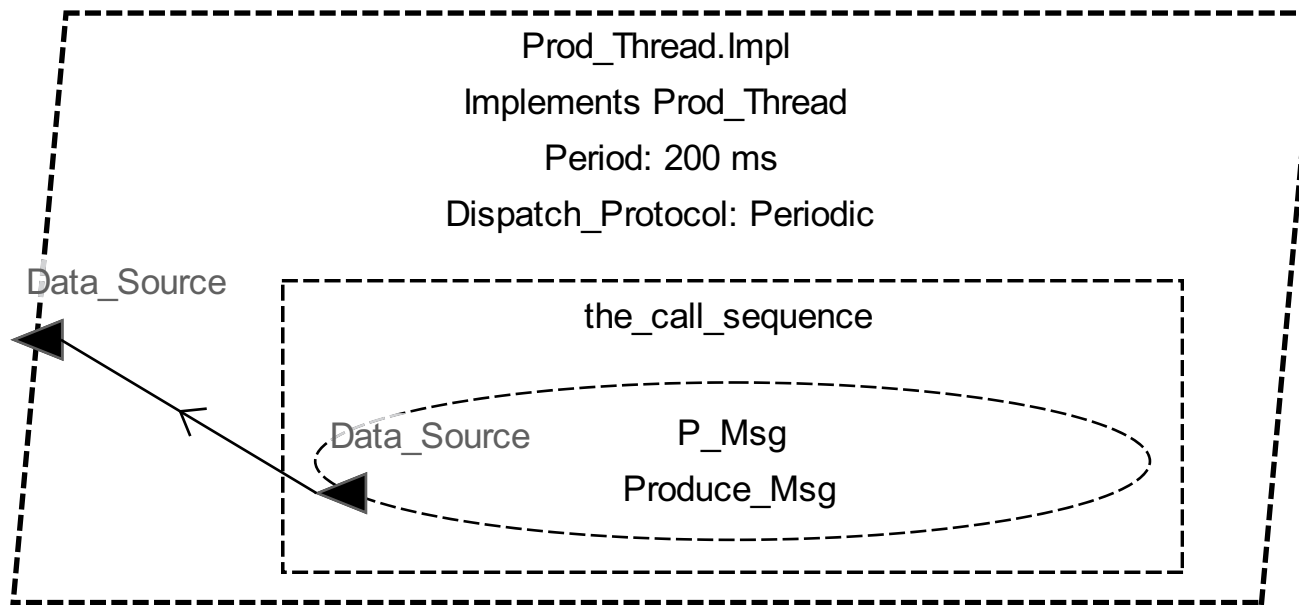 Prod_Thread.Impl
Implements Prod_Thread
Period: 200 ms
Dispatch_Protocol: Periodic
Data_Source
the_call_sequence
Data_Source
P_Msg
Produce_Msg